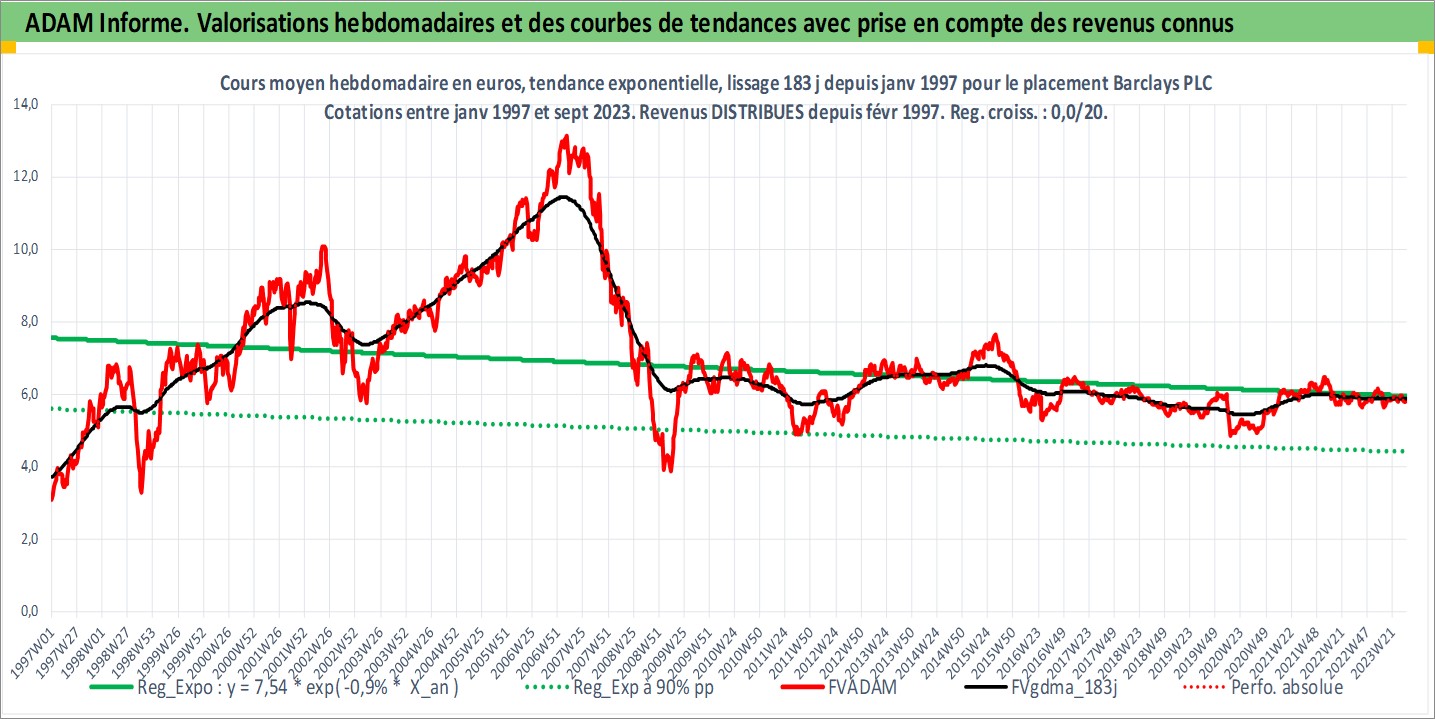 ADAM Informe. Valorisations hebdomadaires et des courbes de tendances avec prise en compte des revenus connus
Cours moyen hebdomadaire en euros, tendance exponentielle, lissage 183 j depuis janv 1997 pour le placement Barclays PLC
Cotations entre janv 1997 et sept 2023. Revenus DISTRIBUES depuis févr 1997. Reg. croiss. : 0,0/20.
14,0
12,0
10,0
8,0
6,0
4,0
2,0
0,0
1997W01
1997W27
1998W01
1998W27
1998W53
1999W26
1999W52
2000W26
2000W52
2001W26
2001W52
2002W26
2002W52
2003W26
2003W52
2004W26
2004W52
2005W25
2005W51
2006W25
2006W51
2007W25
2007W51
2008W25
2008W51
2009W25
2009W51
2010W24
2010W50
2011W24
2011W50
2012W24
2012W50
2013W24
2013W50
2014W24
2014W50
2015W24
2015W50
2016W23
2016W49
2017W23
2017W49
2018W23
2018W49
2019W23
2019W49
2020W23
2020W49
2021W22
2021W48
2022W21
2022W47
2023W21
Reg_Expo : y = 7,54 * exp( -0,9% * X_an )
Reg_Exp à 90% pp
FVADAM
FVgdma_183j
Perfo. absolue